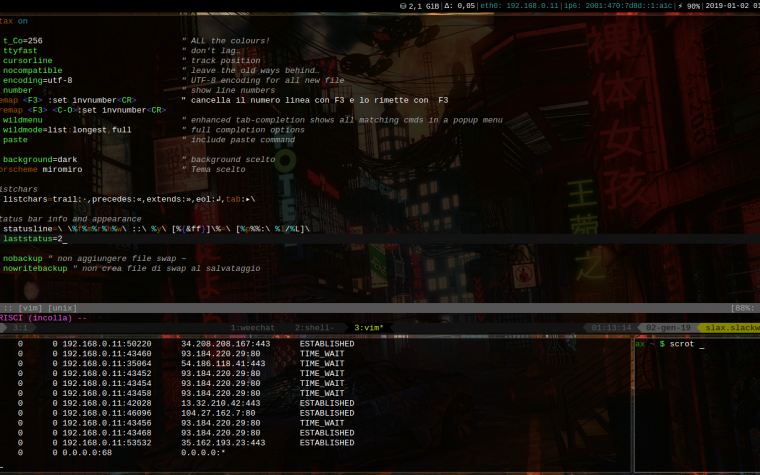 2,1 GiB|Δ: 0,05|eth0: 192.168.0.11|ip6: 2001:470:7d8d::1:a1c|⚡ 90%|2019-01-02 01
tax on
t_Co=256 " ALL the colours!
ttyfast " don't lag…
cursorline " track position
nocompatible " leave the old ways behind…
encoding=utf-8 " UTF-8 encoding for all new file
number " show line numbers
emap <F3> :set invnumber<CR> " cancella il numero linea con F3 e lo rimette con F3
remap <F3> <C-O>:set invnumber<CR>
wildmenu " enhanced tab-completion shows all matching cmds in a popup menu
wildmode=list:longest,full " full completion options
paste " include paste command
background=dark " background scelto
orscheme miromiro " Tema scelto
istchars
listchars=trail:·,precedes:«,extends:»,eol:↲,tab:▸\
tatus bar info and appearance
statusline=\ \%f%m%r%h%w\ ::\ %y\ [%{&ff}]\%=\ [%p%%:\ %l/%L]\
laststatus=2_
nobackup " non aggiungere file swap ~
nowritebackup " non crea file di swap al salvataggio
:: [vim] [unix] [88%:
RISCI (incolla) --
3:1 1:weechat 2:shell- 3:vim* 01:13:14 02-gen-19 slax.slackw
0 0 192.168.0.11:50220 34.208.208.167:443 ESTABLISHED
0 0 192.168.0.11:43460 93.184.220.29:80 TIME_WAIT
0 0 192.168.0.11:35064 54.186.118.41:443 TIME_WAIT
0 0 192.168.0.11:43452 93.184.220.29:80 TIME_WAIT
0 0 192.168.0.11:43454 93.184.220.29:80 TIME_WAIT
0 0 192.168.0.11:43458 93.184.220.29:80 TIME_WAIT
0 0 192.168.0.11:42028 13.32.210.42:443 ESTABLISHED
0 0 192.168.0.11:46096 104.27.162.7:80 ESTABLISHED
0 0 192.168.0.11:43456 93.184.220.29:80 TIME_WAIT
0 0 192.168.0.11:43468 93.184.220.29:80 ESTABLISHED
0 0 192.168.0.11:53532 35.162.193.23:443 ESTABLISHED
0 0 0.0.0.0:68 0.0.0.0:*
ax ~ $ scrot _
裸体女孩